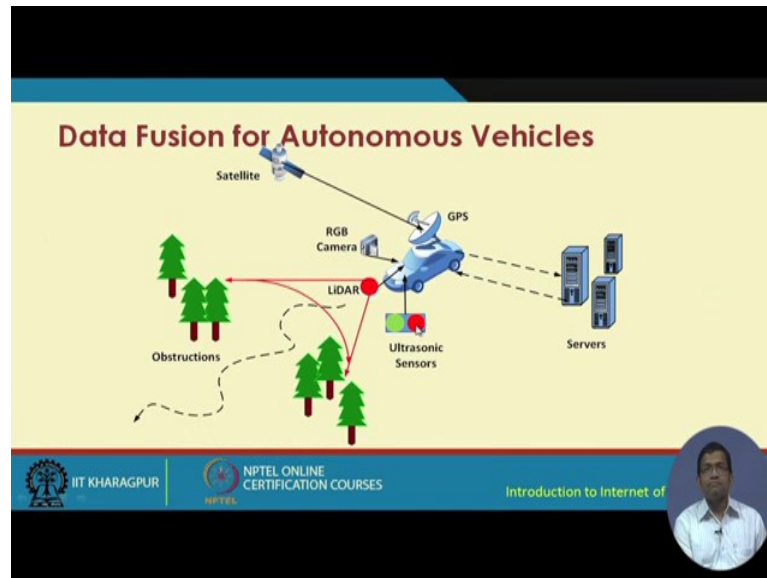 Data Fusion for Autonomous Vehicles
Satellite
GPS
RGB
Camera
LiDAR
Obstructions
Ultrasonic
Sensors
Servers
IIT KHARAGPUR
NPTEL
NPTEL ONLINE
CERTIFICATION COURSES
Introduction to Internet of